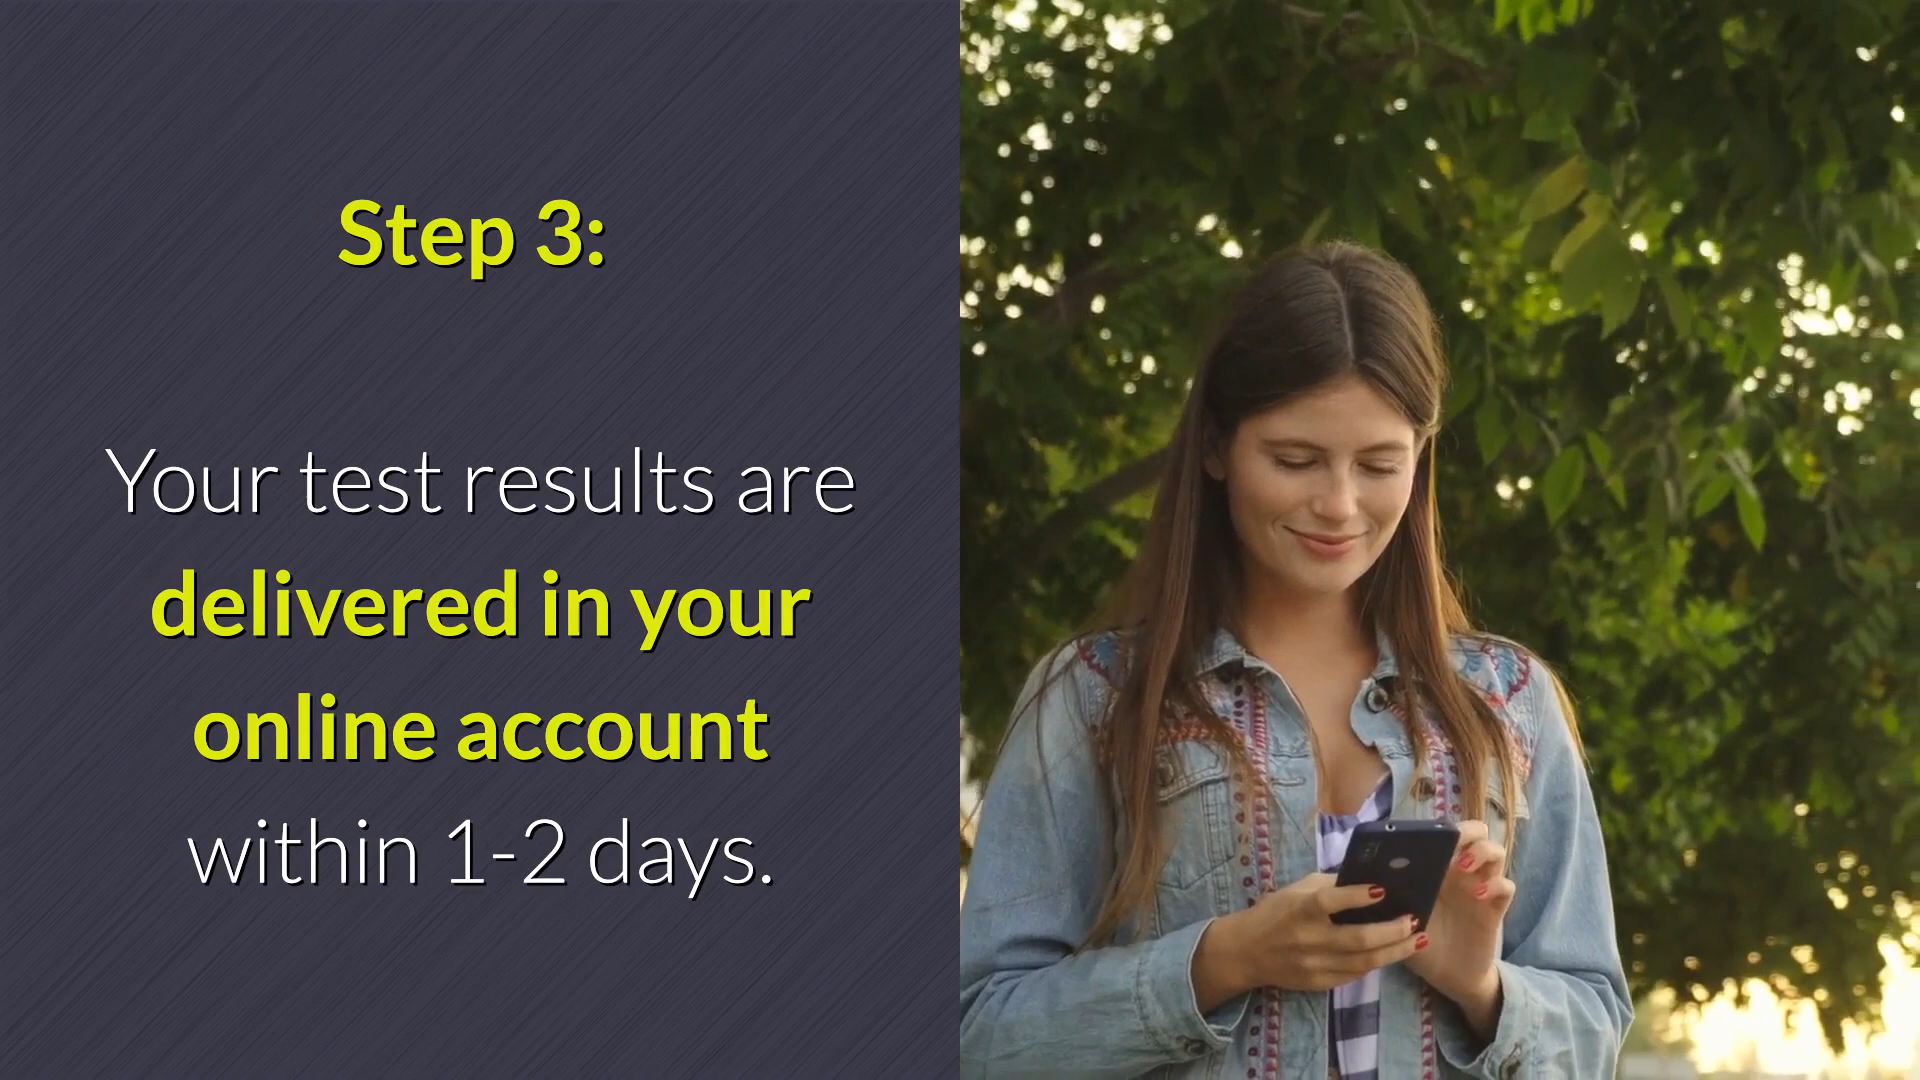 Step 3:
Your test results are
delivered in your
online account
within 1-2 days.